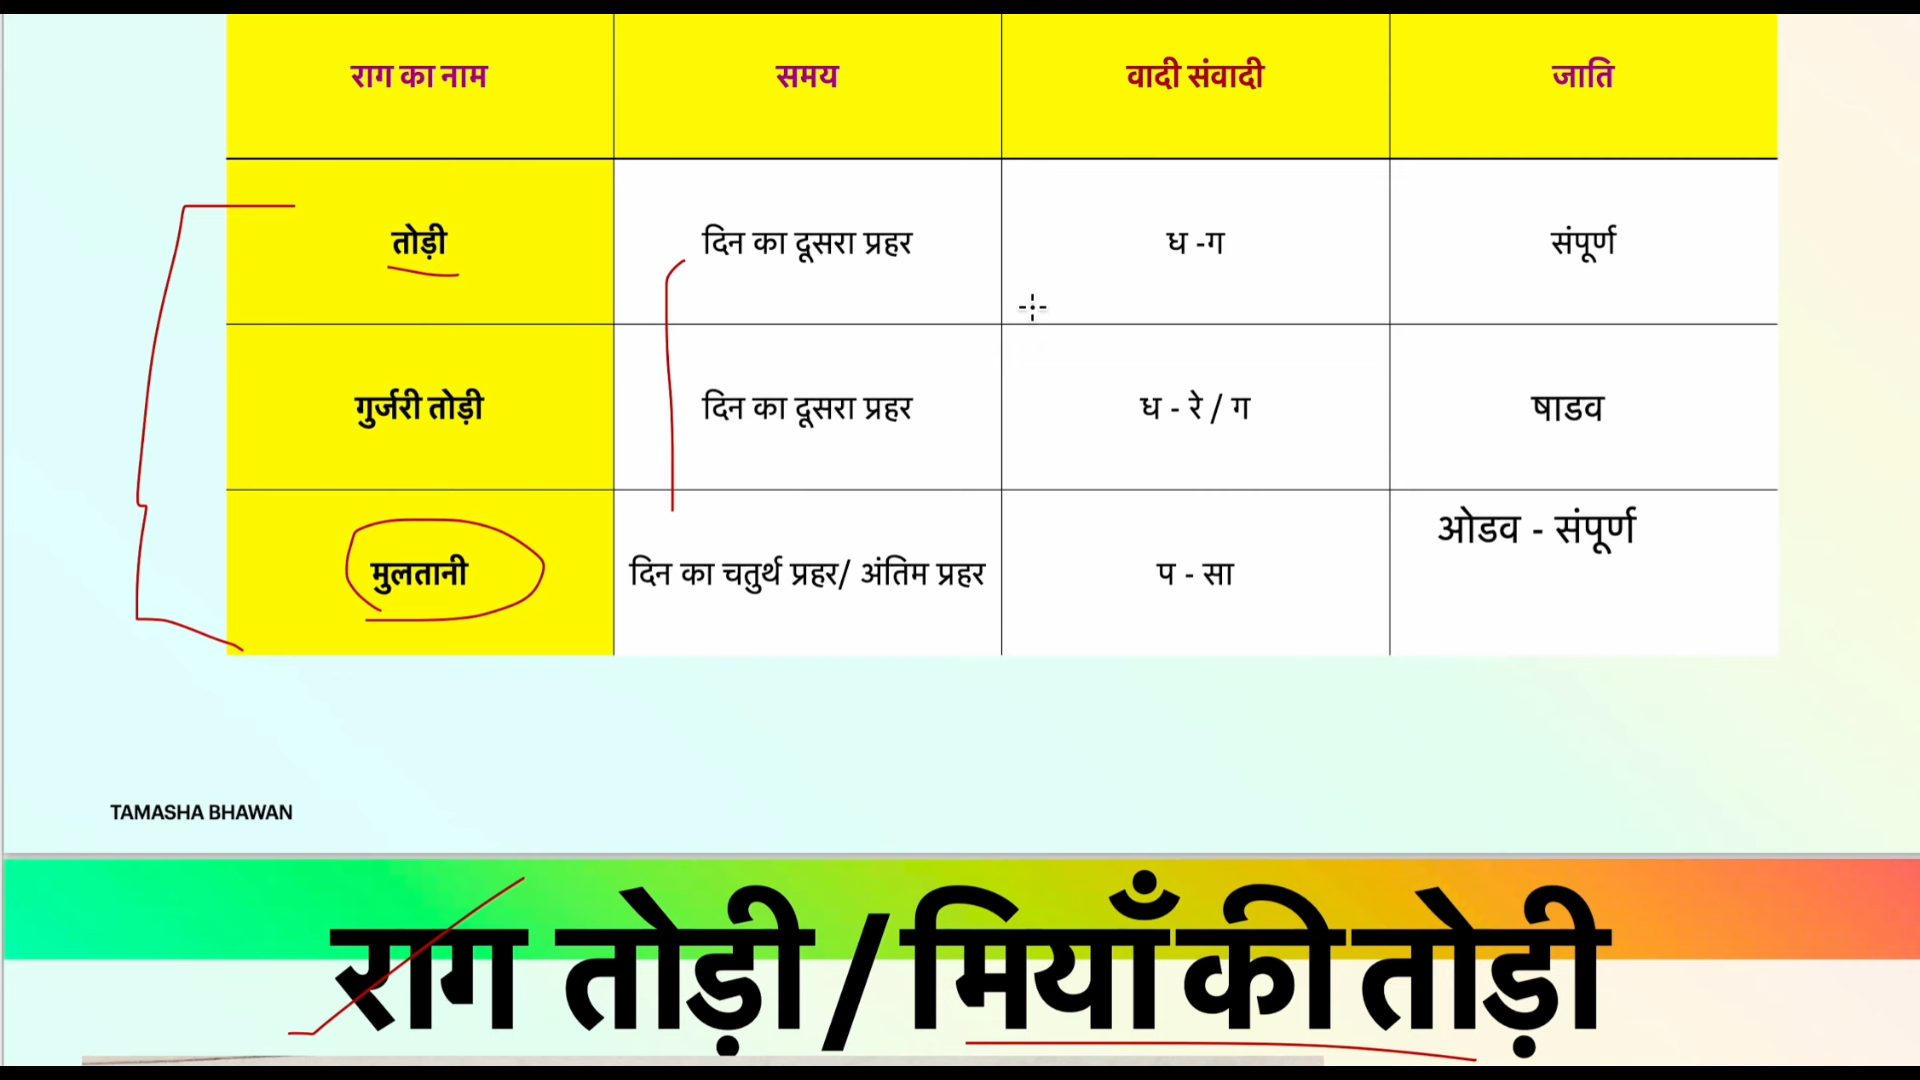 राग का नाम समय वादी संवादी जाति
तोड़ी दिन का दूसरा प्रहर ध -ग संपूर्ण
गुर्जरी तोड़ी दिन का दूसरा प्रहर ध - रे / ग षाडव
मुलतानी दिन का चतुर्थ प्रहर/ अंतिम प्रहर प - सा ओडव - संपूर्ण
TAMASHA BHAWAN
राग तोड़ी / मियाँ की तोड़ी